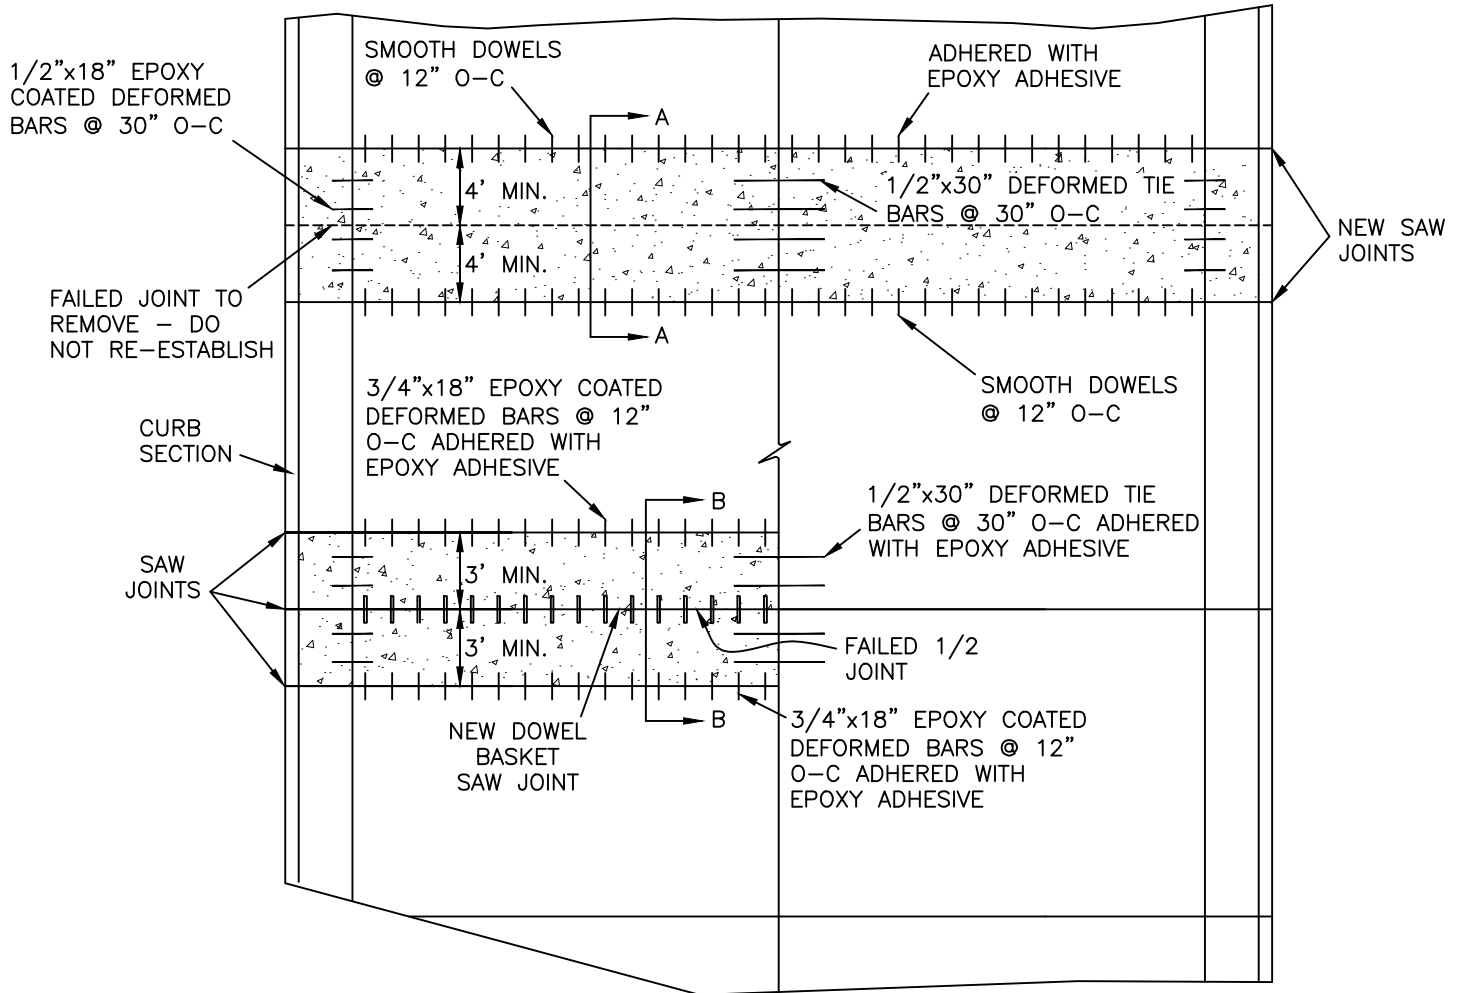 SMOOTH DOWELS
@ 12" O-C
ADHERED WITH
EPOXY ADHESIVE
1/2"x18" EPOXY
COATED DEFORMED
BARS @ 30" O-C
A
4' MIN.
1/2"x30" DEFORMED TIE
BARS @ 30" O-C
NEW SAW
JOINTS
4' MIN.
FAILED JOINT TO
REMOVE - DO
NOT RE-ESTABLISH
A
3/4"x18" EPOXY COATED
DEFORMED BARS @ 12"
O-C ADHERED WITH
EPOXY ADHESIVE
SMOOTH DOWELS
@ 12" O-C
CURB
SECTION
B
1/2"x30" DEFORMED TIE
BARS @ 30" O-C ADHERED
WITH EPOXY ADHESIVE
SAW
JOINTS
3' MIN.
3' MIN.
FAILED 1/2
JOINT
B
NEW DOWEL
BASKET
SAW JOINT
3/4"x18" EPOXY COATED
DEFORMED BARS @ 12"
O-C ADHERED WITH
EPOXY ADHESIVE